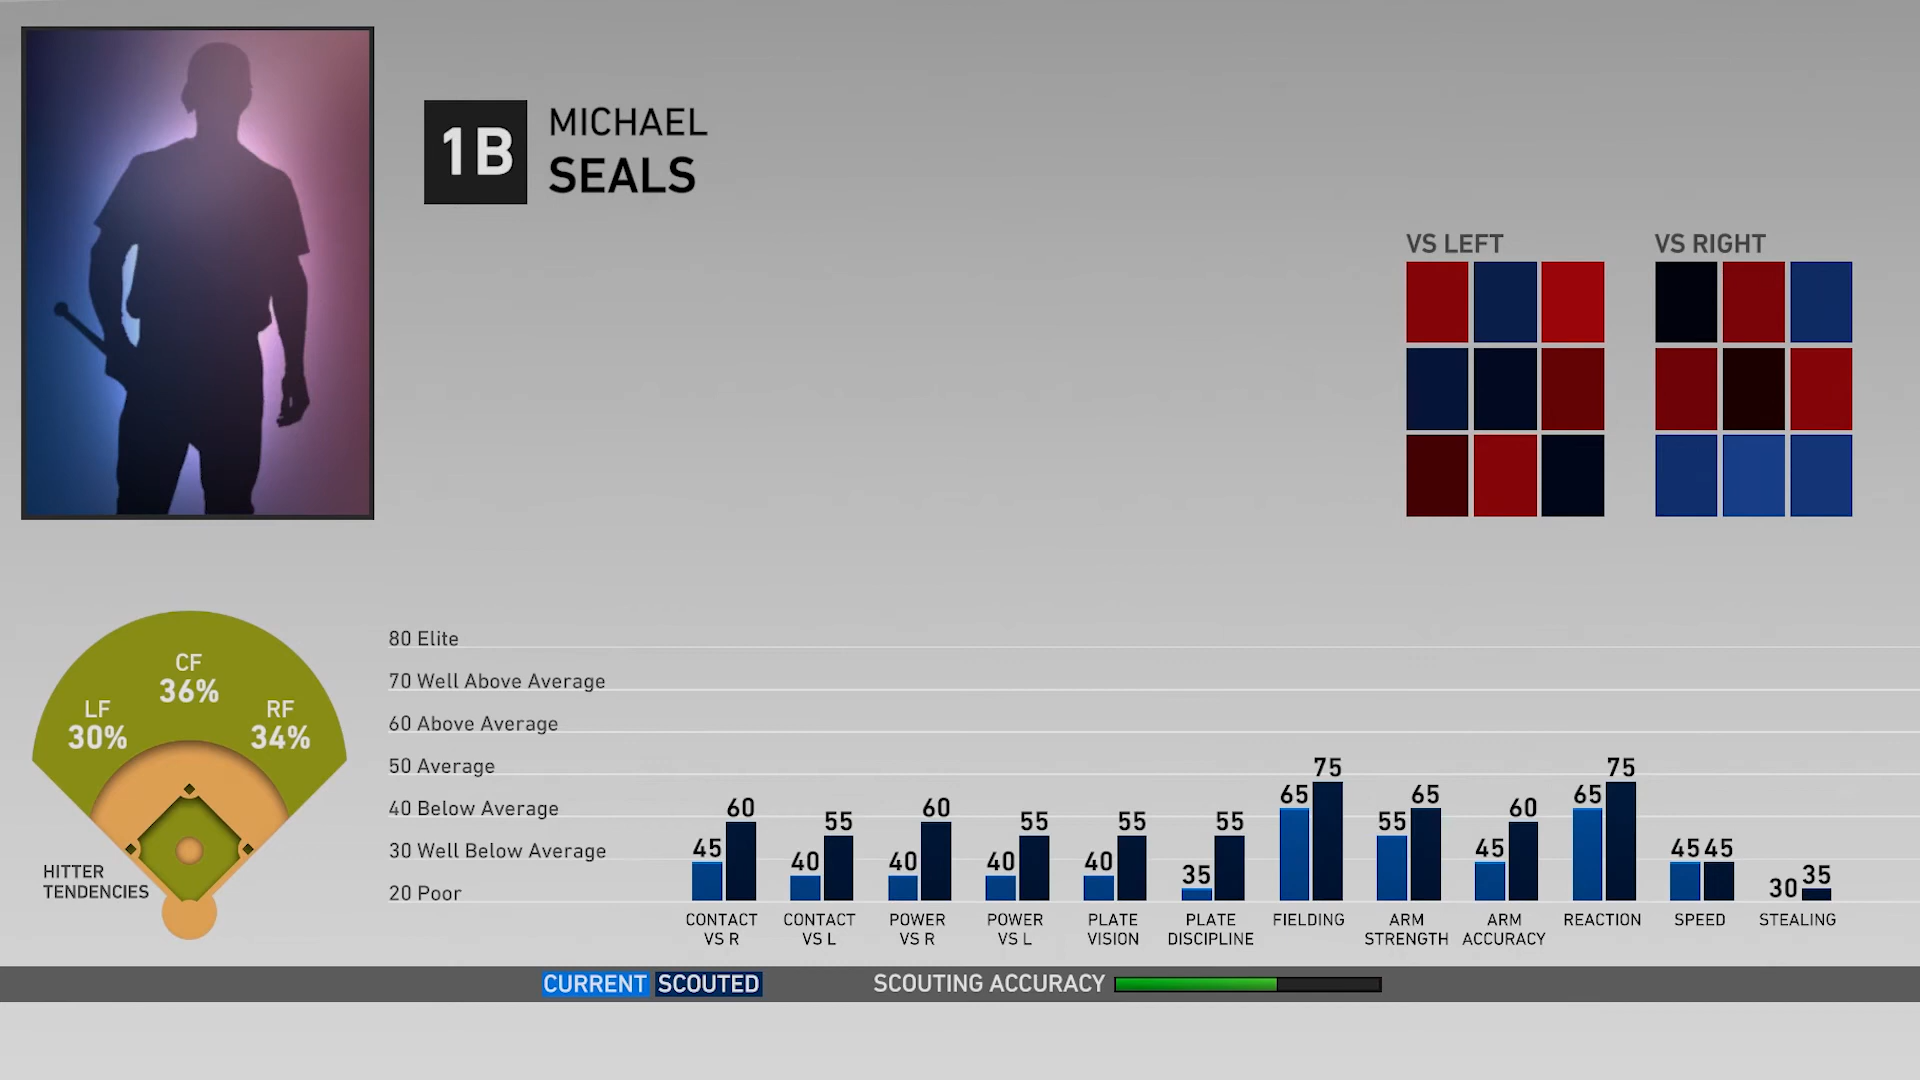 1B
MICHAEL
SEALS
VS LEFT
VS RIGHT
CF
36%
LF
30%
RF
34%
HITTER
TENDENCIES
80 Elite
70 Well Above Average
60 Above Average
50 Average
40 Below Average
30 Well Below Average
20 Poor
45 60
40 55
40 60
40 55
40 55
35 55
65 75
55 65
45 60
65 75
45 45
30 35
CONTACT
VS R
CONTACT
VS L
POWER
VS R
POWER
VS L
PLATE
VISION
PLATE
DISCIPLINE
FIELDING
ARM
STRENGTH
ARM
ACCURACY
REACTION
SPEED
STEALING
CURRENT SCOUTED
SCOUTING ACCURACY